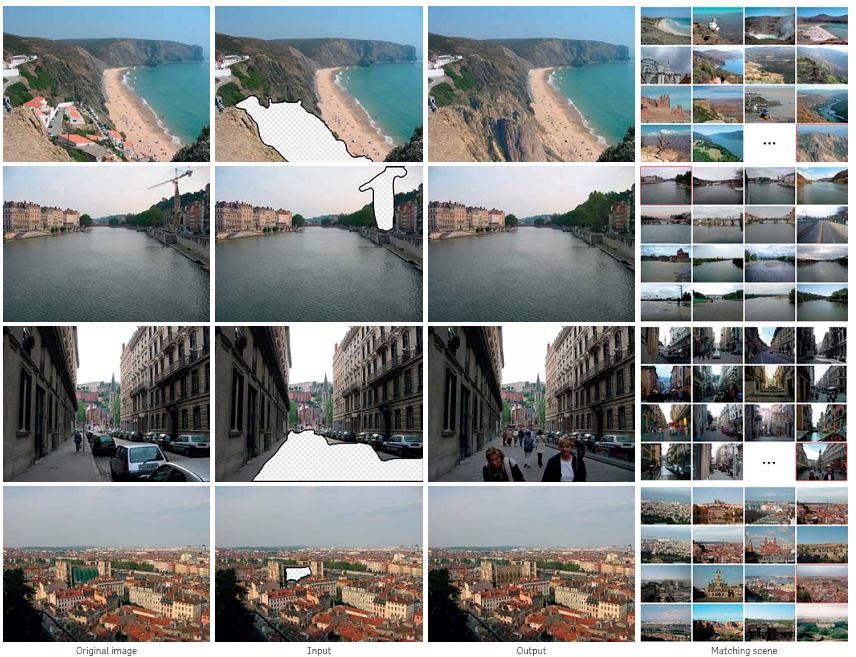 Original image
Input
Output
Matching scene